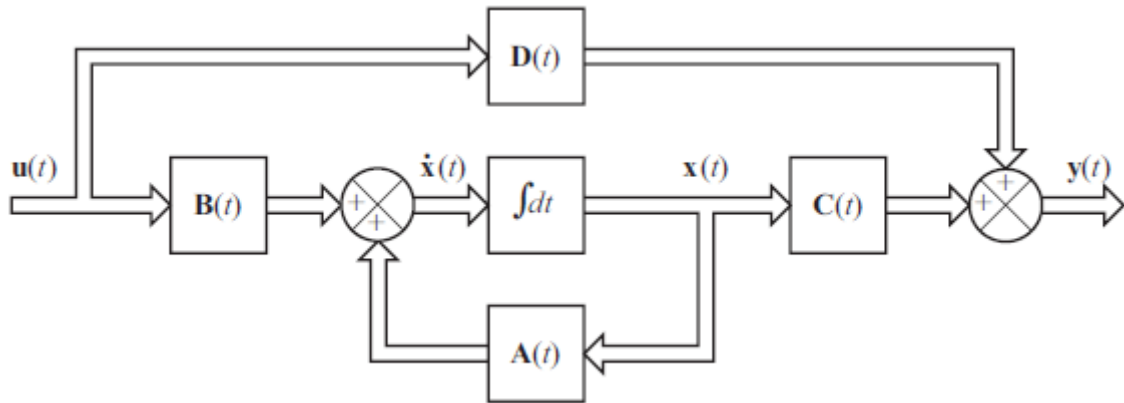 D(t)
u(t)
B(t)
+
+
ẋ(t)
∫dt
x(t)
C(t)
+
+
y(t)
A(t)